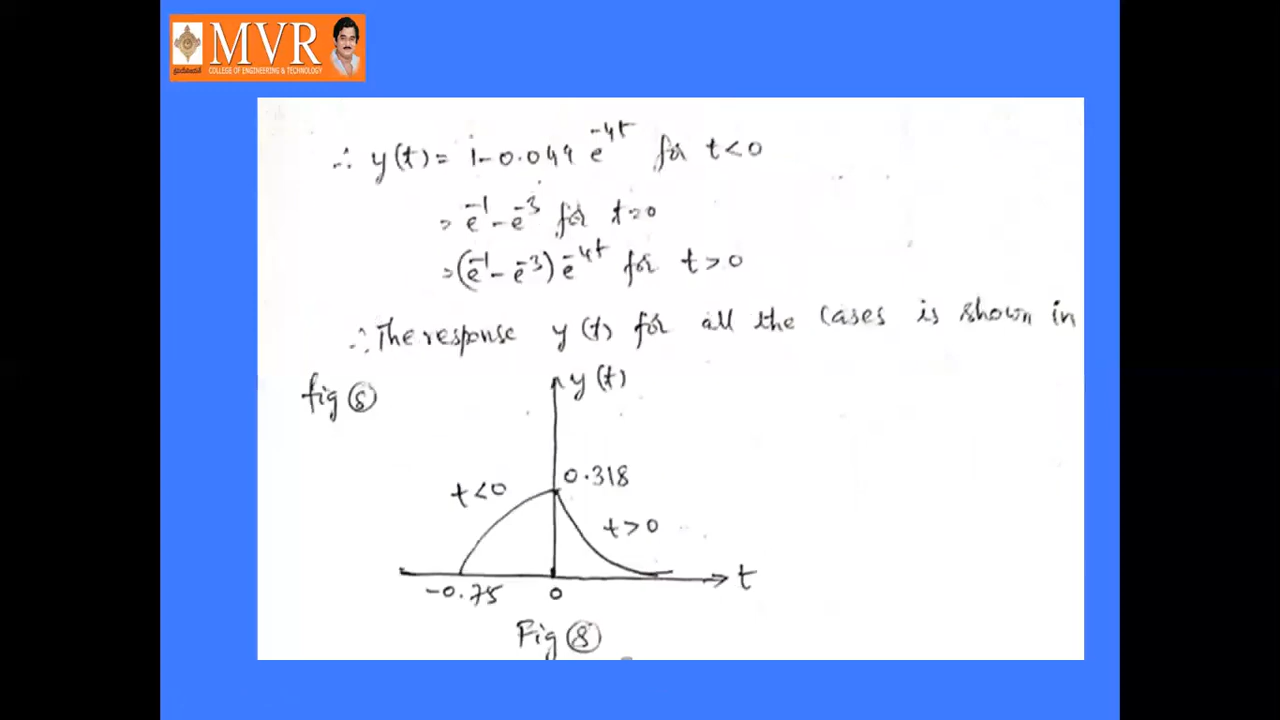 MVR
COLLEGE OF ENGINEERING & TECHNOLOGY
∴ y(t) = 1 - 0.049 e^{-4t} for t < 0
= e^{-1} - e^{-3} for t = 0
= (e^{-1} - e^{-3}) e^{-4t} for t > 0
∴ The response y(t) for all the cases is shown in
fig ⑧
y(t)
0.318
t < 0
t > 0
t
-0.75
0
Fig ⑧